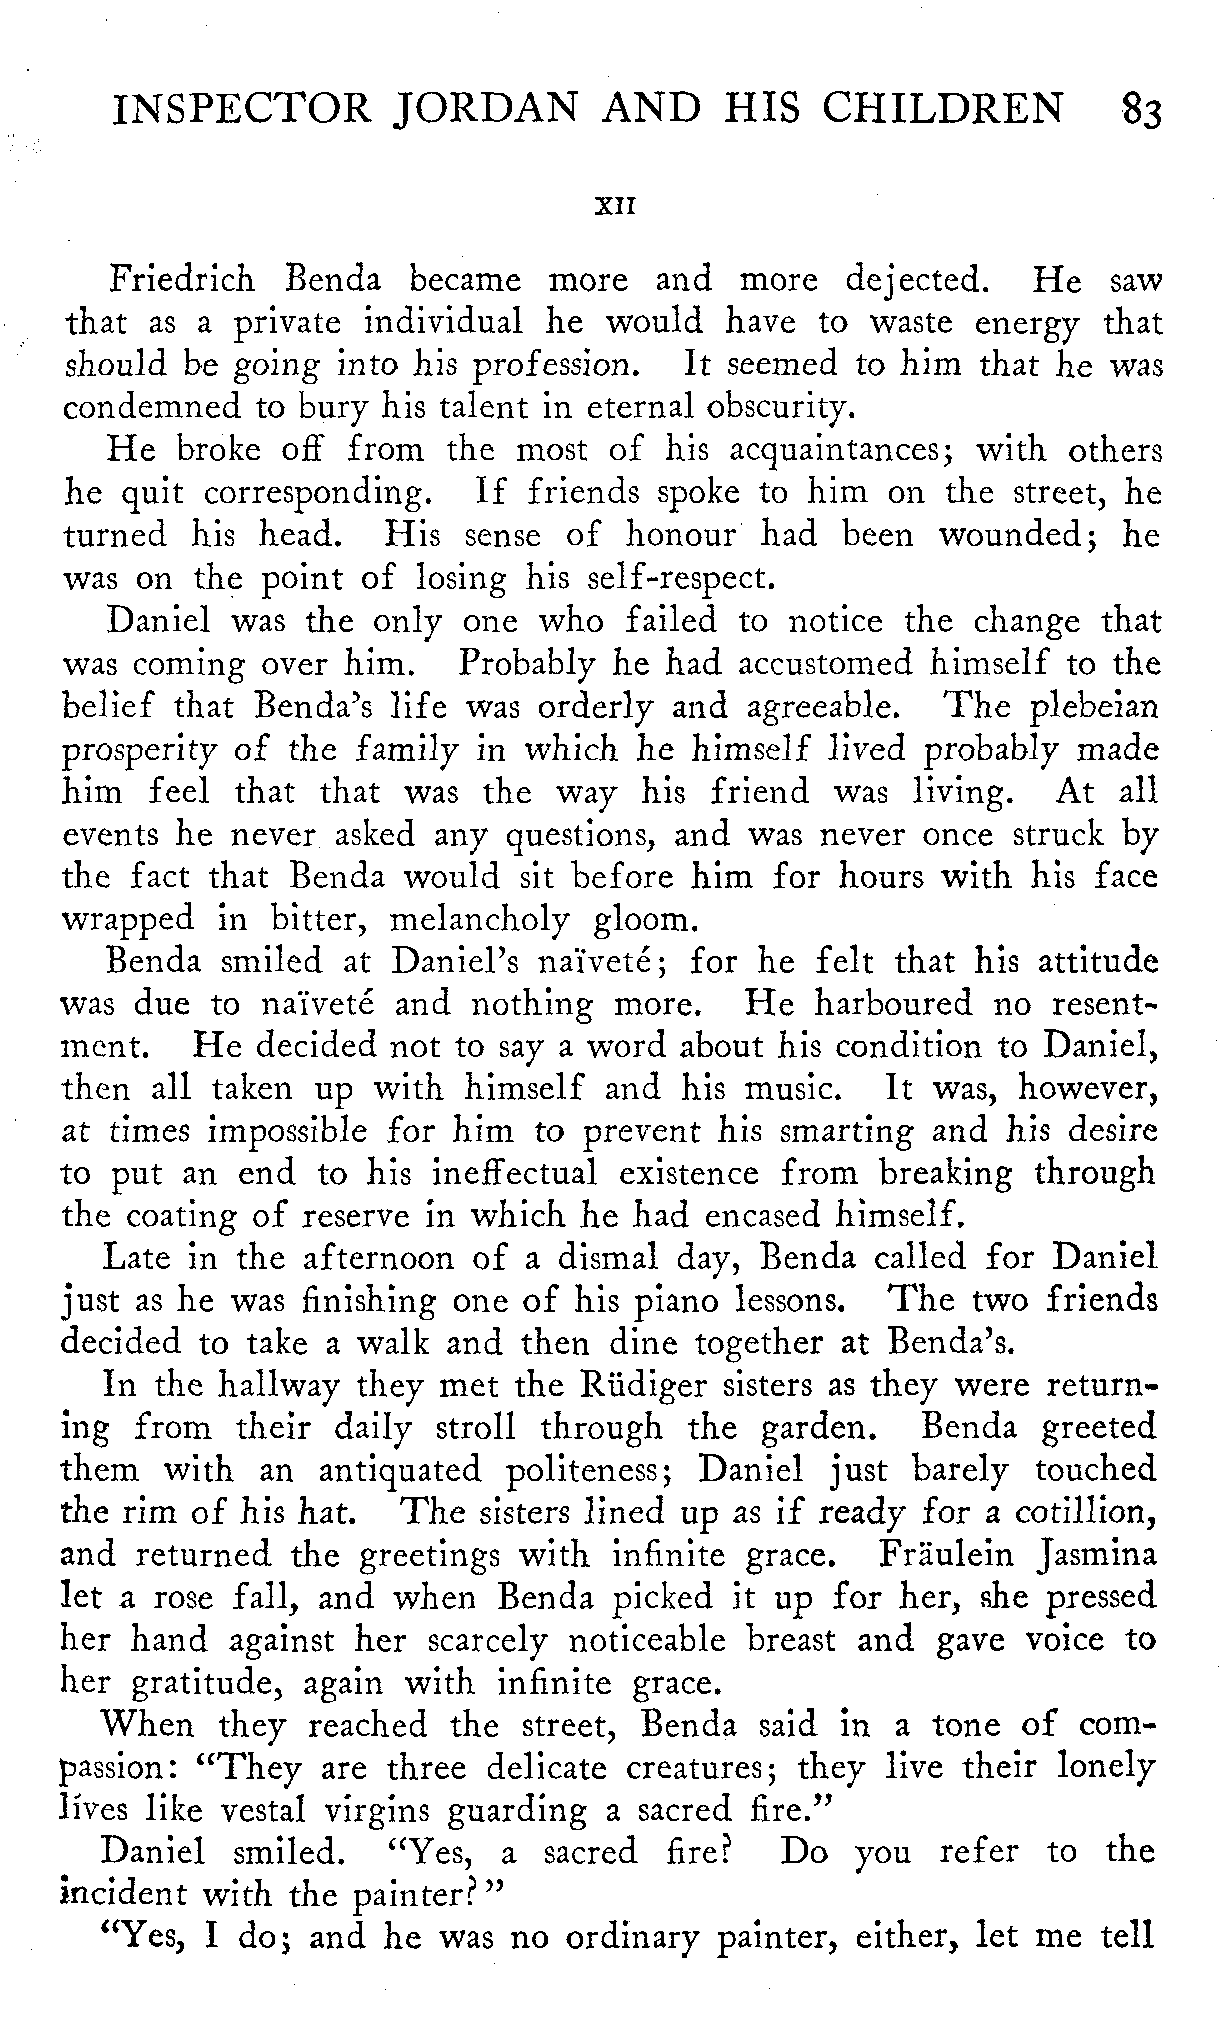 INSPECTOR JORDAN AND HIS CHILDREN 83
XII
Friedrich Benda became more and more dejected. He saw
that as a private individual he would have to waste energy that
should be going into his profession. It seemed to him that he was
condemned to bury his talent in eternal obscurity.
He broke off from the most of his acquaintances; with others
he quit corresponding. If friends spoke to him on the street, he
turned his head. His sense of honour had been wounded; he
was on the point of losing his self-respect.
Daniel was the only one who failed to notice the change that
was coming over him. Probably he had accustomed himself to the
belief that Benda's life was orderly and agreeable. The plebeian
prosperity of the family in which he himself lived probably made
him feel that that was the way his friend was living. At all
events he never asked any questions, and was never once struck by
the fact that Benda would sit before him for hours with his face
wrapped in bitter, melancholy gloom.
Benda smiled at Daniel's naïveté; for he felt that his attitude
was due to naïveté and nothing more. He harboured no resent-
ment. He decided not to say a word about his condition to Daniel,
then all taken up with himself and his music. It was, however,
at times impossible for him to prevent his smarting and his desire
to put an end to his ineffectual existence from breaking through
the coating of reserve in which he had encased himself.
Late in the afternoon of a dismal day, Benda called for Daniel
just as he was finishing one of his piano lessons. The two friends
decided to take a walk and then dine together at Benda's.
In the hallway they met the Rüdiger sisters as they were return-
ing from their daily stroll through the garden. Benda greeted
them with an antiquated politeness; Daniel just barely touched
the rim of his hat. The sisters lined up as if ready for a cotillion,
and returned the greetings with infinite grace. Fräulein Jasmina
let a rose fall, and when Benda picked it up for her, she pressed
her hand against her scarcely noticeable breast and gave voice to
her gratitude, again with infinite grace.
When they reached the street, Benda said in a tone of com-
passion: "They are three delicate creatures; they live their lonely
lives like vestal virgins guarding a sacred fire."
Daniel smiled. "Yes, a sacred fire? Do you refer to the
incident with the painter?"
"Yes, I do; and he was no ordinary painter, either, let me tell